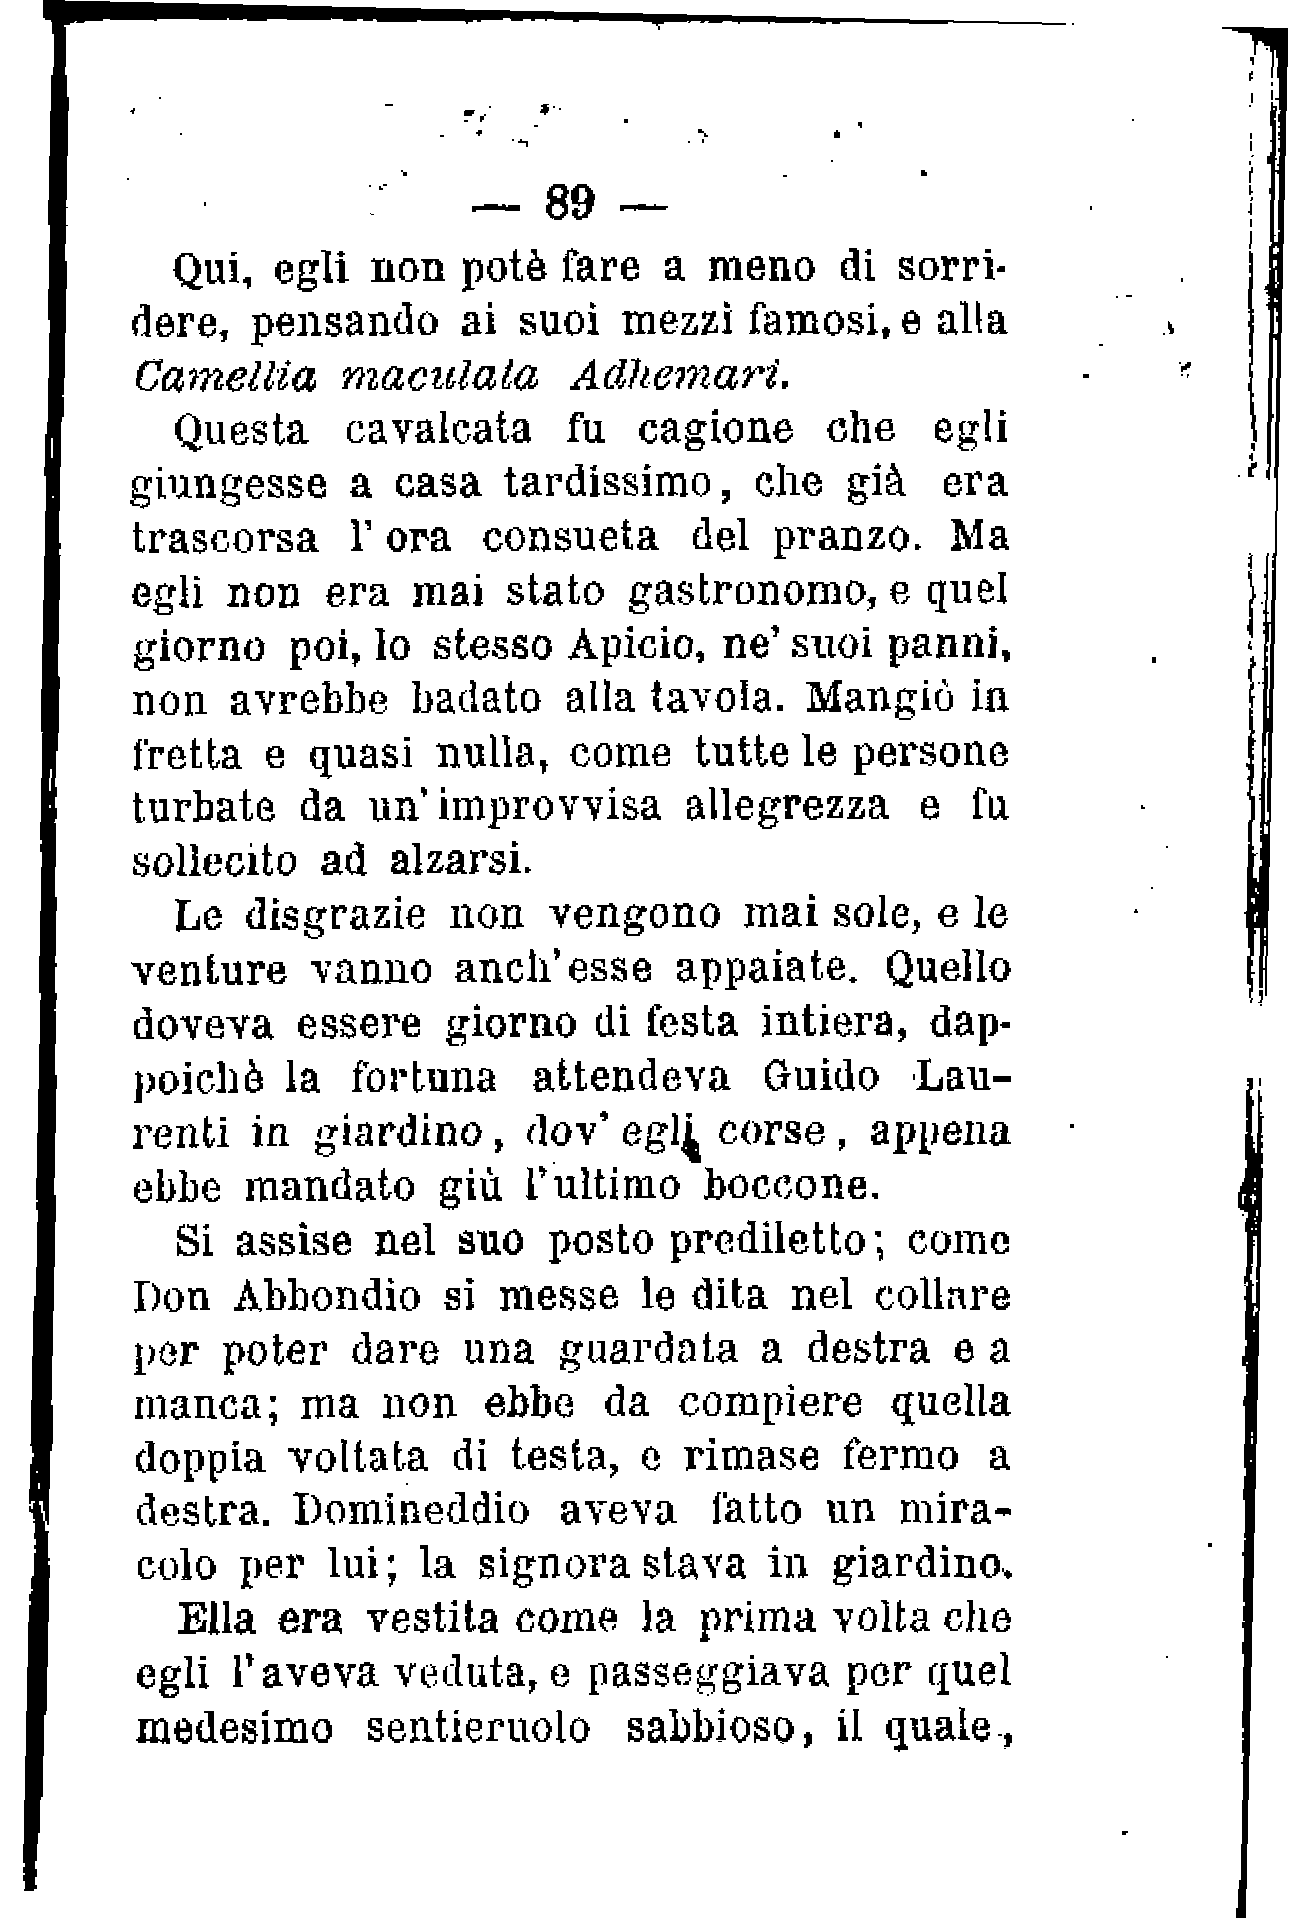 — 89 —
Qui, egli non potè fare a meno di sorri-
dere, pensando ai suoi mezzi famosi, e alla
Camellia maculata Adhemari.
Questa cavalcata fu cagione che egli
giungesse a casa tardissimo, che già era
trascorsa l' ora consueta del pranzo. Ma
egli non era mai stato gastronomo, e quel
giorno poi, lo stesso Apicio, ne' suoi panni,
non avrebbe badato alla tavola. Mangiò in
fretta e quasi nulla, come tutte le persone
turbate da un' improvvisa allegrezza e fu
sollecito ad alzarsi.
Le disgrazie non vengono mai sole, e le
venture vanno anch'esse appaiate. Quello
doveva essere giorno di festa intiera, dap-
poichè la fortuna attendeva Guido Lau-
renti in giardino, dov' egli corse, appena
ebbe mandato giù l'ultimo boccone.
Si assise nel suo posto prediletto; come
Don Abbondio si messe le dita nel collare
per poter dare una guardata a destra e a
manca; ma non ebbe da compiere quella
doppia voltata di testa, e rimase fermo a
destra. Domineddio aveva fatto un mira-
colo per lui; la signora stava in giardino.
Ella era vestita come la prima volta che
egli l'aveva veduta, e passeggiava per quel
medesimo sentieruolo sabbioso, il quale,